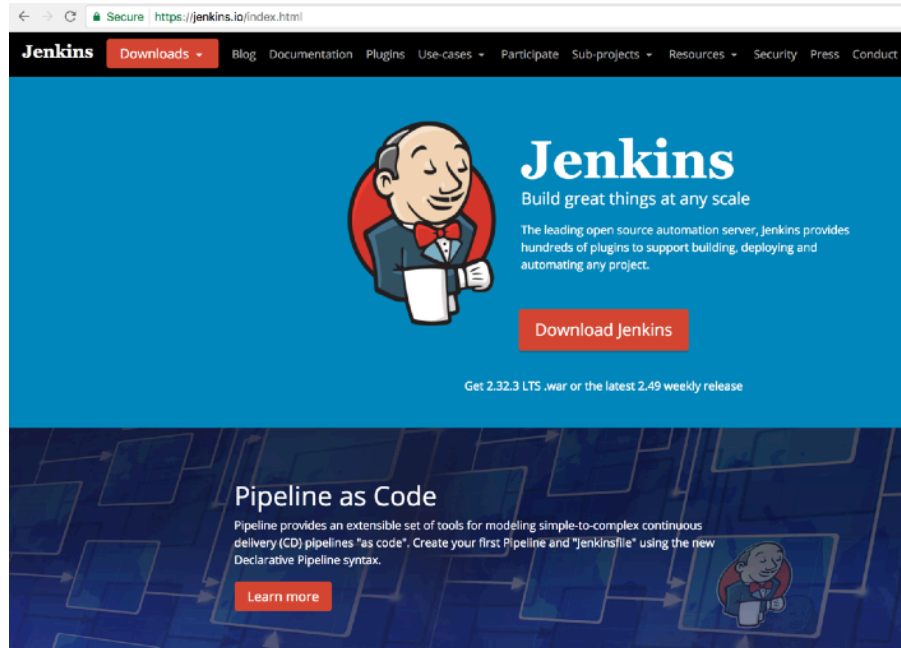 Secure https://jenkins.io/index.html
Jenkins Downloads Blog Documentation Plugins Use-cases Participate Sub-projects Resources Security Press Conduct
Jenkins
Build great things at any scale
The leading open source automation server, Jenkins provides
hundreds of plugins to support building, deploying and
automating any project.
Download Jenkins
Get 2.32.3 LTS .war or the latest 2.49 weekly release
Pipeline as Code
Pipeline provides an extensible set of tools for modeling simple-to-complex continuous
delivery (CD) pipelines "as code". Create your first Pipeline and "Jenkinsfile" using the new
Declarative Pipeline syntax.
Learn more